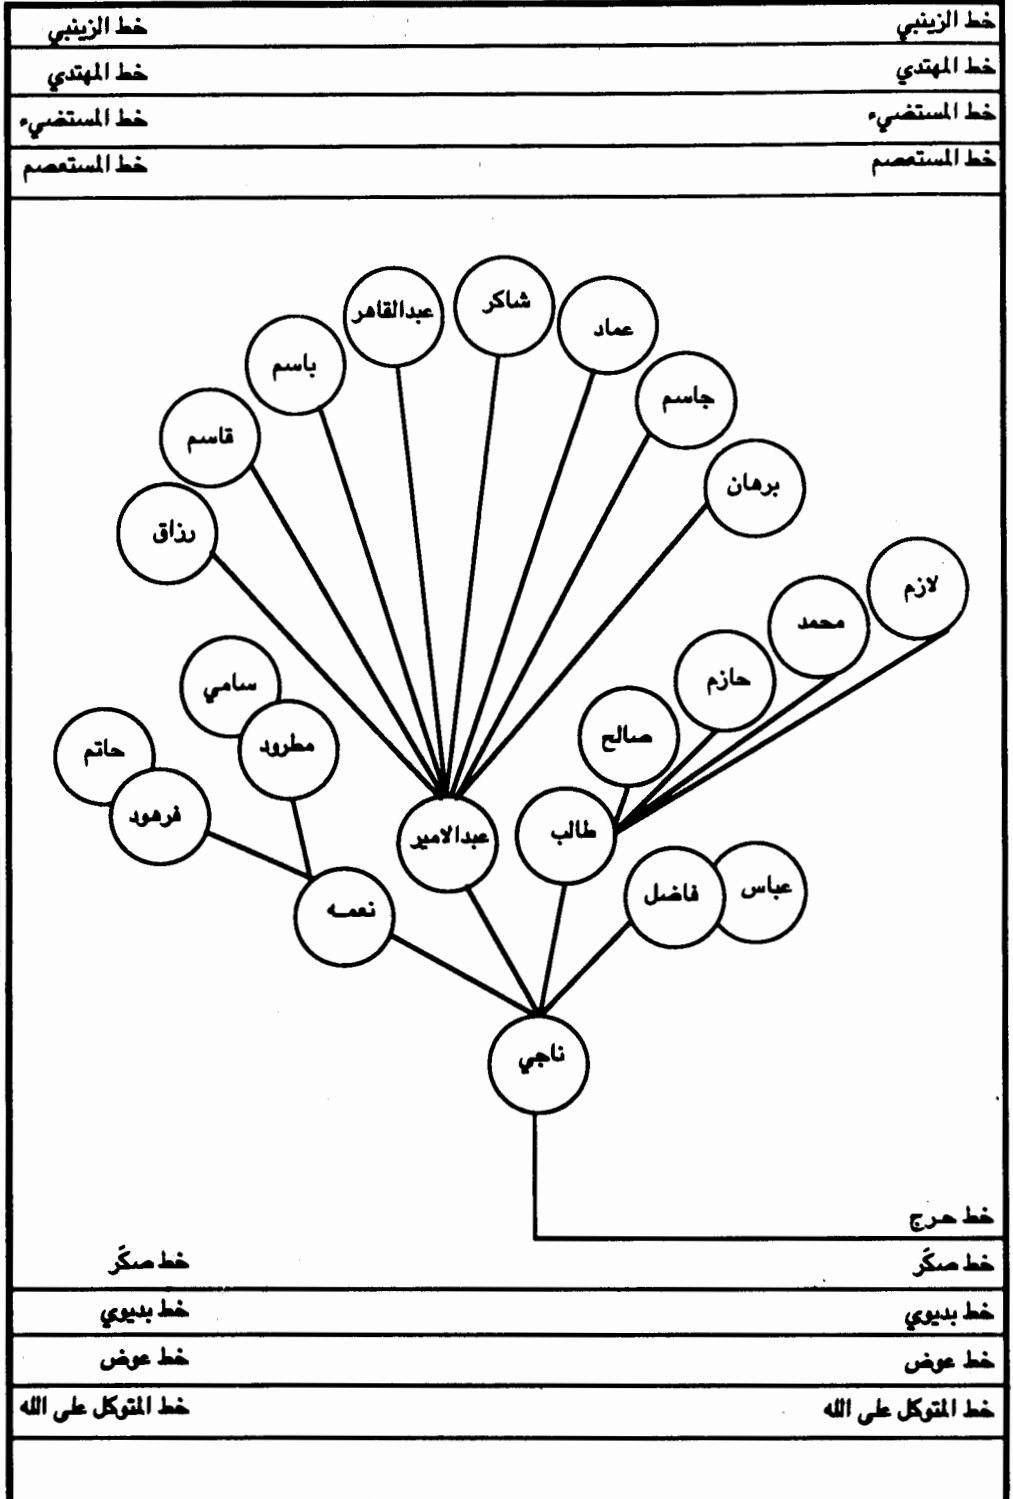 خط الزينبي خط الزينبي
خط المهتدي خط المهتدي
خط المستضيء خط المستضيء
خط المستعصم خط المستعصم
شاكر
عبدالقاهر
عماد
باسم
جاسم
قاسم
برهان
رزاق
لازم
محمد
حازم
سامي
صالح
مطرود
حاتم
فرهود
عبدالامير
طالب
عباس
فاضل
نعمـه
ناجي
خط حرج
خط صكَّر خط صكَّر
خط بديوي خط بديوي
خط عوض خط عوض
خط المتوكل على الله خط المتوكل على الله